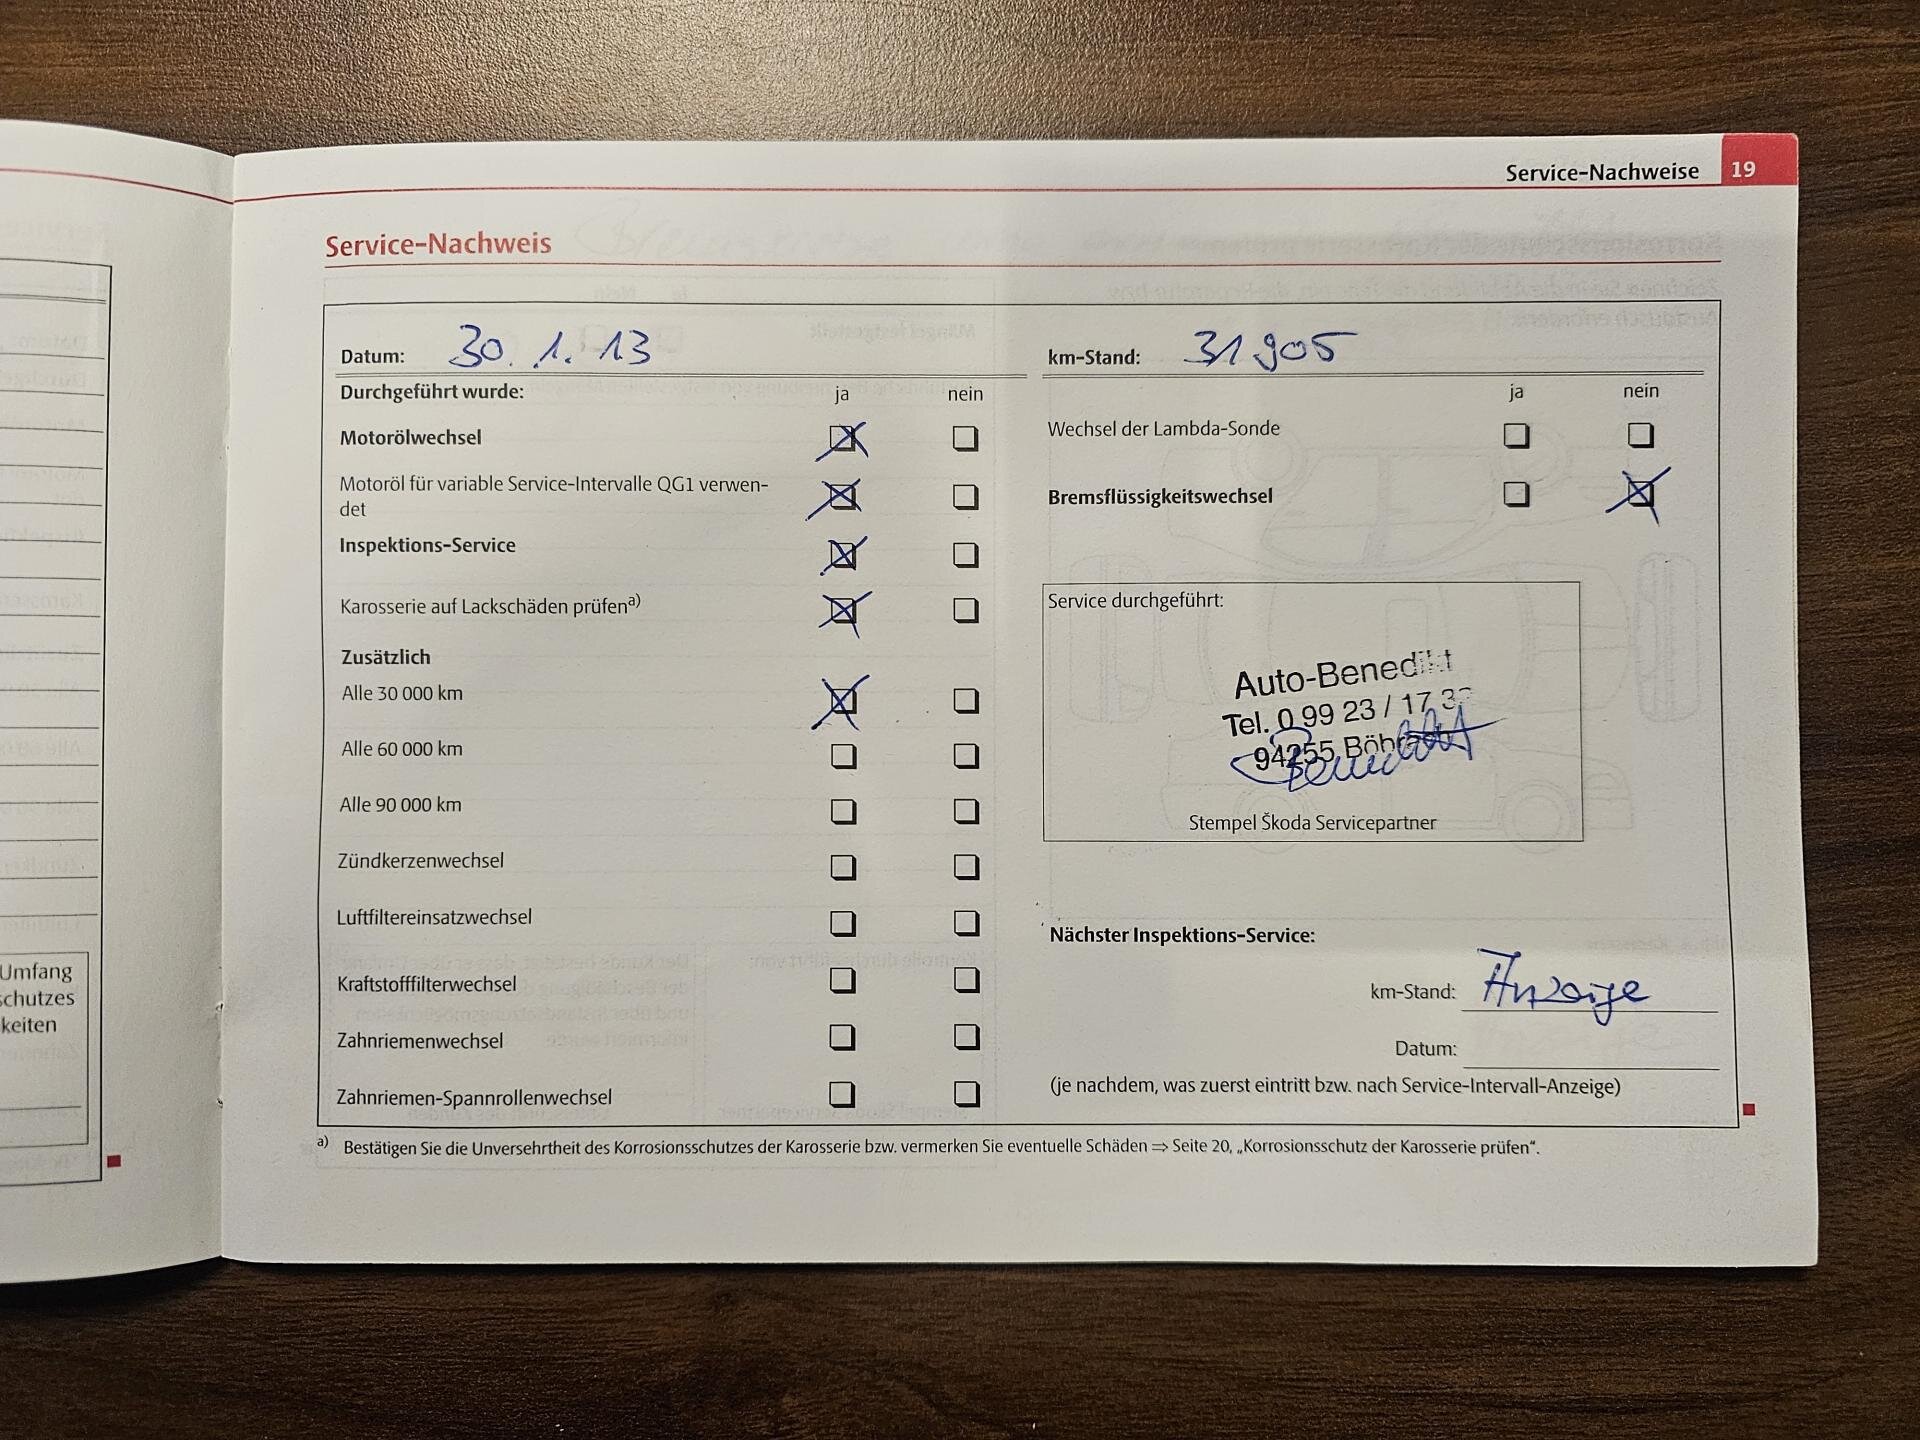 Service-Nachweise 19
Service-Nachweis
Datum: 30. 1. 13
Durchgeführt wurde: ja nein
Motorölwechsel
Motoröl für variable Service-Intervalle QG1 verwen-
det
Inspektions-Service
Karosserie auf Lackschäden prüfen a)
Zusätzlich
Alle 30 000 km
Alle 60 000 km
Alle 90 000 km
Zündkerzenwechsel
Luftfiltereinsatzwechsel
Kraftstofffilterwechsel
Zahnriemenwechsel
Zahnriemen-Spannrollenwechsel
km-Stand: 31905
ja nein
Wechsel der Lambda-Sonde
Bremsflüssigkeitswechsel
Service durchgeführt:
Auto-Benedikt
Tel. 0 99 23 / 17
94255 Böbrach
Benedikt
Stempel Škoda Servicepartner
Nächster Inspektions-Service:
km-Stand: Anzeige
Datum:
(je nachdem, was zuerst eintritt bzw. nach Service-Intervall-Anzeige)
a) Bestätigen Sie die Unversehrtheit des Korrosionsschutzes der Karosserie bzw. vermerken Sie eventuelle Schäden ⇒ Seite 20, „Korrosionsschutz der Karosserie prüfen“.
Umfang
schutzes
keiten